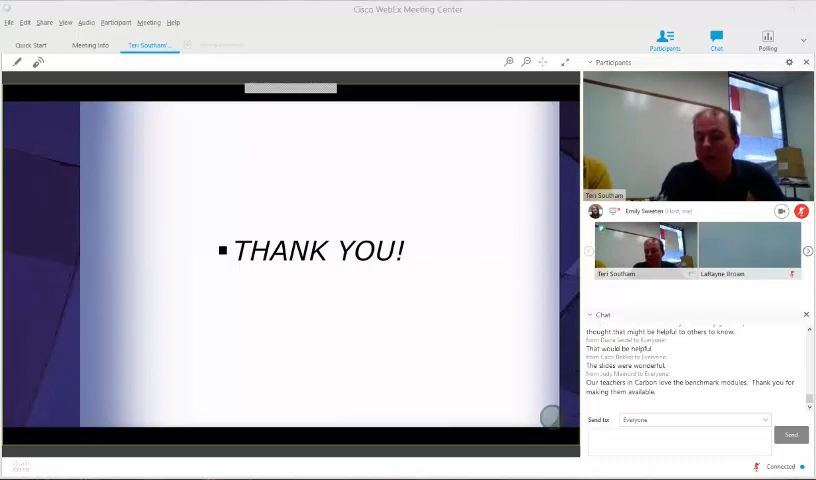 Cisco WebEx Meeting Center
File Edit Share View Audio Participant Meeting Help
Quick Start
Meeting Info
Teri Southam'...
Participants
Chat
Polling
Participants
Teri Southam
Emily Sweeten (Host, me)
Teri Southam
LaRayne Brown
THANK YOU!
Chat
thought that might be helpful to others to know.
from Diana Seidel to Everyone:
That would be helpful
from Carol Bekker to Everyone:
The slides were wonderful.
from Judy Mainord to Everyone:
Our teachers in Carbon love the benchmark modules. Thank you for
making them available.
Send to:
Everyone
Send
Connected